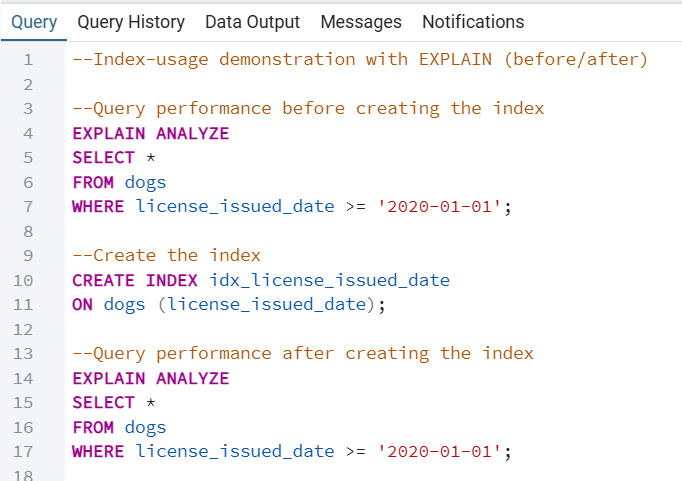 Query Query History Data Output Messages Notifications
1 --Index-usage demonstration with EXPLAIN (before/after)
2
3 --Query performance before creating the index
4 EXPLAIN ANALYZE
5 SELECT *
6 FROM dogs
7 WHERE license_issued_date >= '2020-01-01';
8
9 --Create the index
10 CREATE INDEX idx_license_issued_date
11 ON dogs (license_issued_date);
12
13 --Query performance after creating the index
14 EXPLAIN ANALYZE
15 SELECT *
16 FROM dogs
17 WHERE license_issued_date >= '2020-01-01';
18